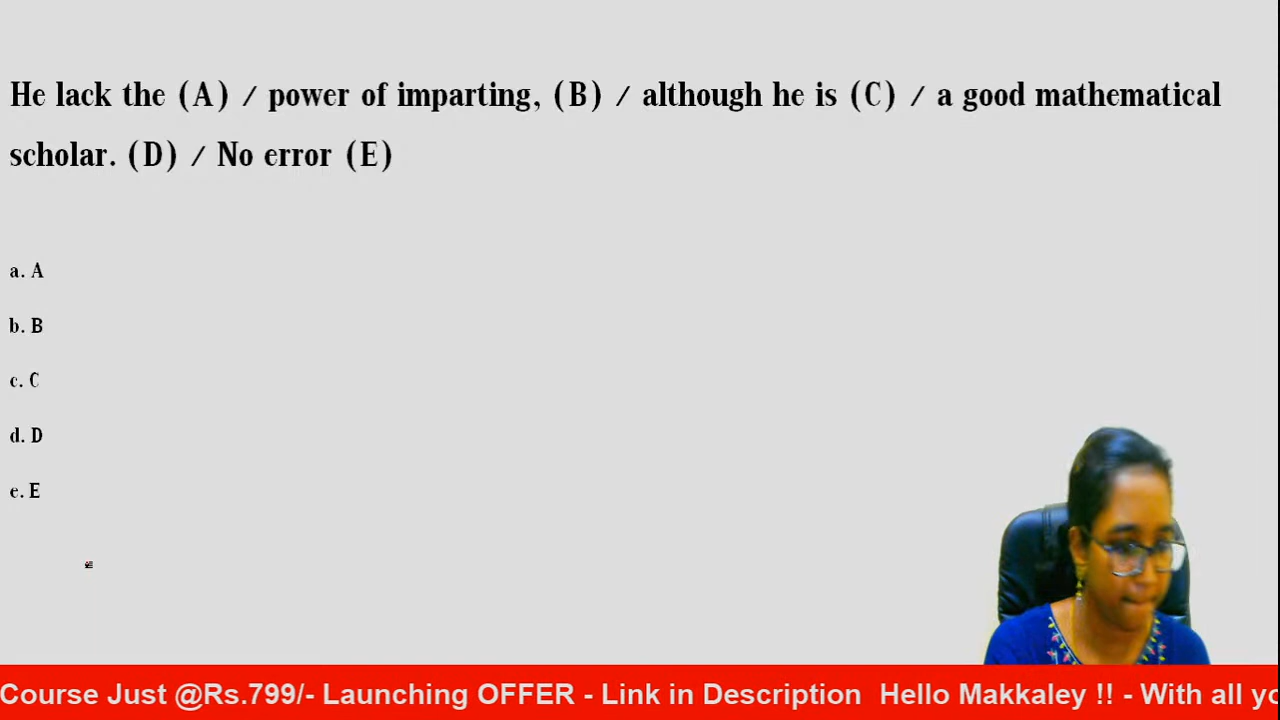 He lack the (A) / power of imparting, (B) / although he is (C) / a good mathematical
scholar. (D) / No error (E)
a. A
b. B
c. C
d. D
e. E
Course Just @Rs.799/- Launching OFFER - Link in Description Hello Makkaley !! - With all yo